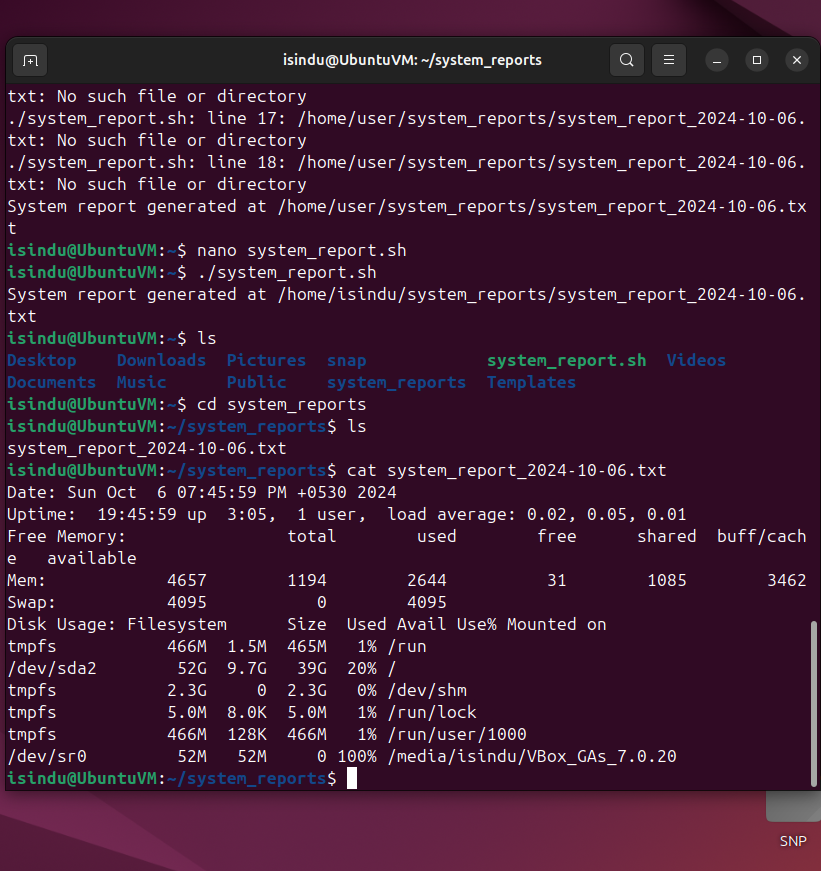 isindu@UbuntuVM: ~/system_reports
txt: No such file or directory
./system_report.sh: line 17: /home/user/system_reports/system_report_2024-10-06.
txt: No such file or directory
./system_report.sh: line 18: /home/user/system_reports/system_report_2024-10-06.
txt: No such file or directory
System report generated at /home/user/system_reports/system_report_2024-10-06.tx
t
isindu@UbuntuVM:~$ nano system_report.sh
isindu@UbuntuVM:~$ ./system_report.sh
System report generated at /home/isindu/system_reports/system_report_2024-10-06.
txt
isindu@UbuntuVM:~$ ls
Desktop    Downloads  Pictures  snap            system_report.sh  Videos
Documents  Music      Public    system_reports  Templates
isindu@UbuntuVM:~$ cd system_reports
isindu@UbuntuVM:~/system_reports$ ls
system_report_2024-10-06.txt
isindu@UbuntuVM:~/system_reports$ cat system_report_2024-10-06.txt
Date: Sun Oct  6 07:45:59 PM +0530 2024
Uptime:  19:45:59 up  3:05,  1 user,  load average: 0.02, 0.05, 0.01
Free Memory:                total        used        free      shared  buff/cach
e   available
Mem:            4657        1194        2644          31        1085        3462
Swap:           4095           0        4095
Disk Usage: Filesystem      Size  Used Avail Use% Mounted on
tmpfs           466M  1.5M  465M   1% /run
/dev/sda2        52G  9.7G   39G  20% /
tmpfs           2.3G     0  2.3G   0% /dev/shm
tmpfs           5.0M  8.0K  5.0M   1% /run/lock
tmpfs           466M  128K  466M   1% /run/user/1000
/dev/sr0         52M   52M     0 100% /media/isindu/VBox_GAs_7.0.20
isindu@UbuntuVM:~/system_reports$
SNP